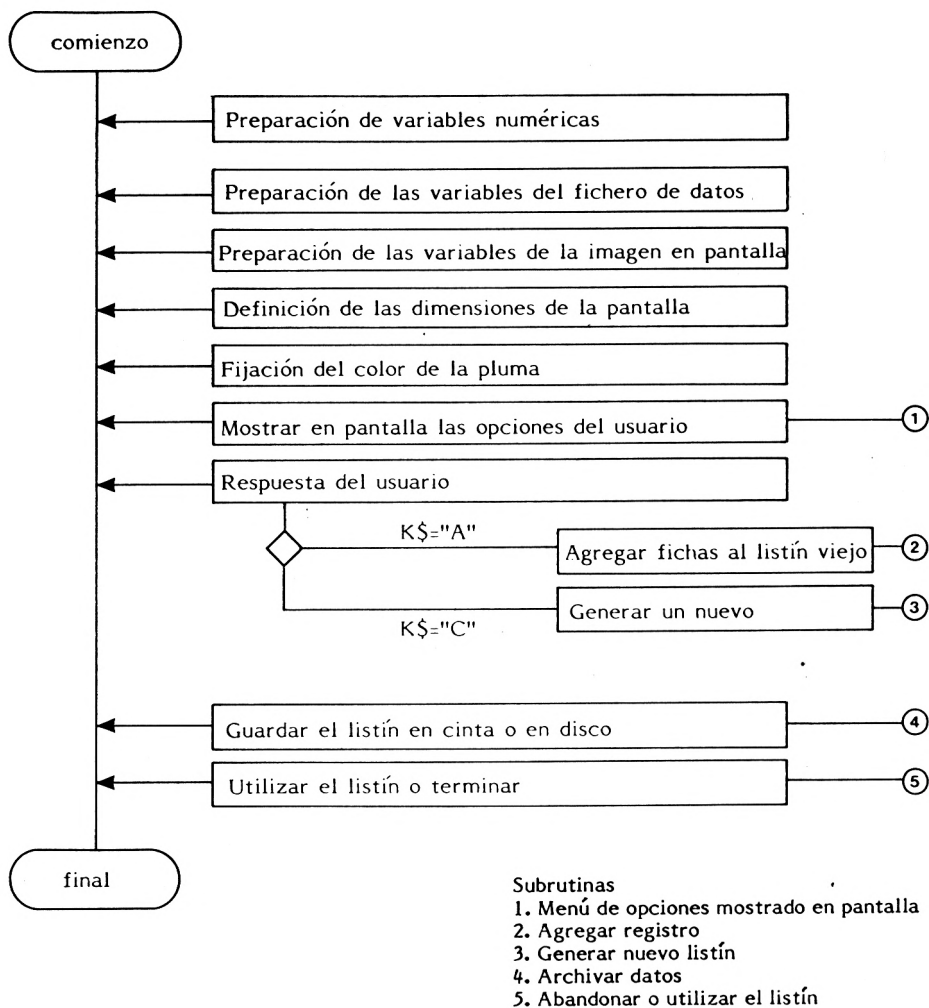 comienzo
Preparación de variables numéricas
Preparación de las variables del fichero de datos
Preparación de las variables de la imagen en pantalla
Definición de las dimensiones de la pantalla
Fijación del color de la pluma
Mostrar en pantalla las opciones del usuario
1
Respuesta del usuario
K$="A"
Agregar fichas al listín viejo
2
Generar un nuevo
3
K$="C"
Guardar el listín en cinta o en disco
4
Utilizar el listín o terminar
5
final
Subrutinas
1. Menú de opciones mostrado en pantalla
2. Agregar registro
3. Generar nuevo listín
4. Archivar datos
5. Abandonar o utilizar el listín